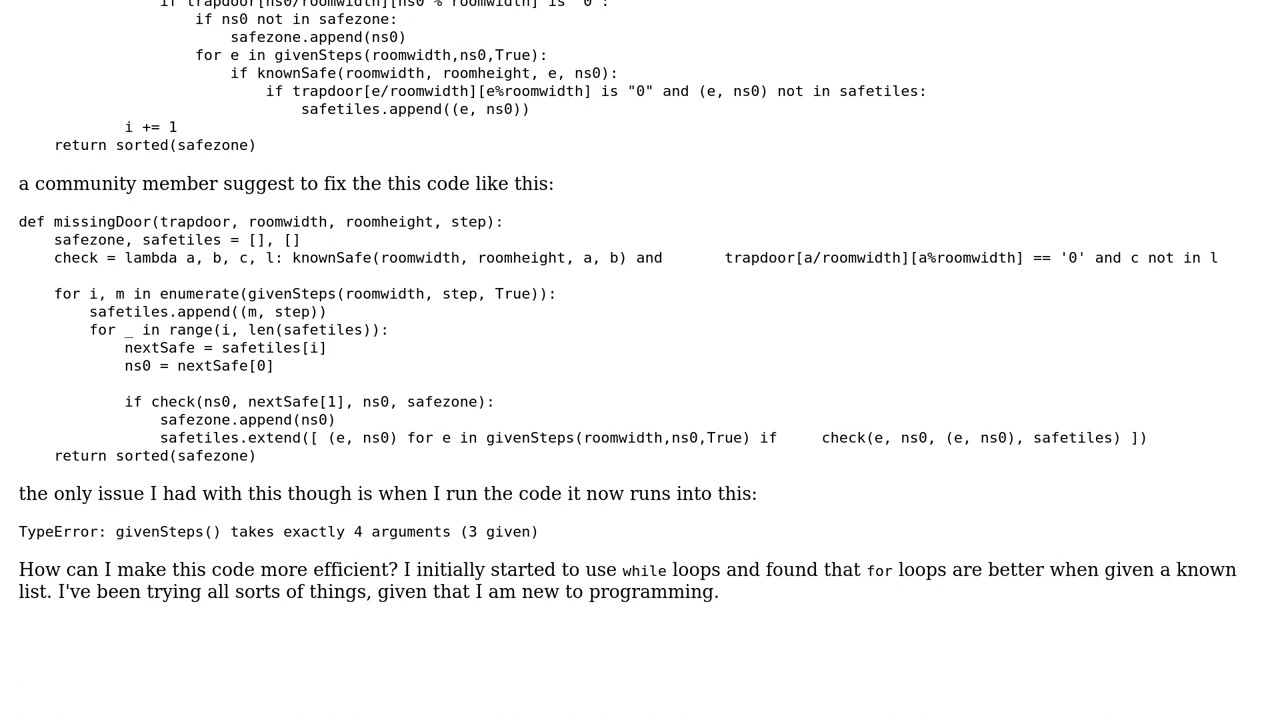 if trapdoor[ns0/roomwidth][ns0 % roomwidth] is "0":
                    if ns0 not in safezone:
                        safezone.append(ns0)
                    for e in givenSteps(roomwidth,ns0,True):
                        if knownSafe(roomwidth, roomheight, e, ns0):
                            if trapdoor[e/roomwidth][e%roomwidth] is "0" and (e, ns0) not in safetiles:
                                safetiles.append((e, ns0))
            i += 1
    return sorted(safezone)
a community member suggest to fix the this code like this:
def missingDoor(trapdoor, roomwidth, roomheight, step):
    safezone, safetiles = [], []
    check = lambda a, b, c, l: knownSafe(roomwidth, roomheight, a, b) and       trapdoor[a/roomwidth][a%roomwidth] == '0' and c not in l
    for i, m in enumerate(givenSteps(roomwidth, step, True)):
        safetiles.append((m, step))
        for _ in range(i, len(safetiles)):
            nextSafe = safetiles[i]
            ns0 = nextSafe[0]
            if check(ns0, nextSafe[1], ns0, safezone):
                safezone.append(ns0)
                safetiles.extend([ (e, ns0) for e in givenSteps(roomwidth,ns0,True) if     check(e, ns0, (e, ns0), safetiles) ])
    return sorted(safezone)
the only issue I had with this though is when I run the code it now runs into this:
TypeError: givenSteps() takes exactly 4 arguments (3 given)
How can I make this code more efficient? I initially started to use while loops and found that for loops are better when given a known
list. I've been trying all sorts of things, given that I am new to programming.